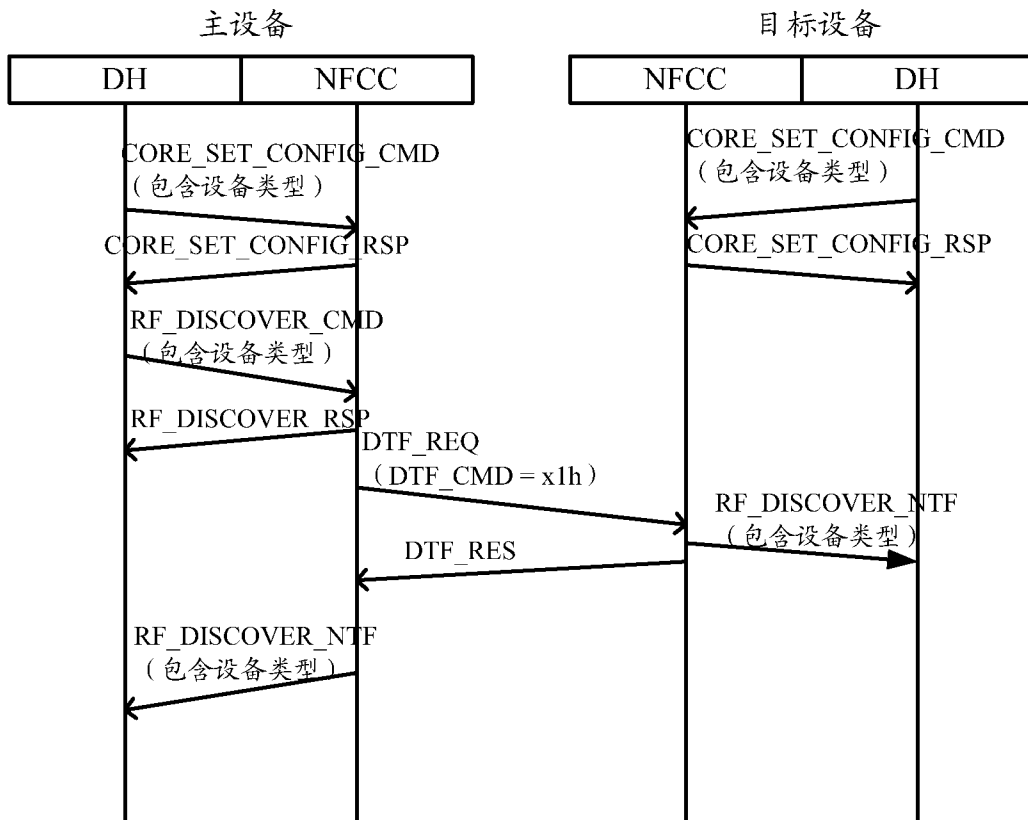 主设备
目标设备
DH
NFCC
NFCC
DH
CORE_SET_CONFIG_CMD
（包含设备类型）
CORE_SET_CONFIG_CMD
（包含设备类型）
CORE_SET_CONFIG_RSP
CORE_SET_CONFIG_RSP
RF_DISCOVER_CMD
（包含设备类型）
RF_DISCOVER_RSP
DTF_REQ
（DTF_CMD = x1h）
RF_DISCOVER_NTF
（包含设备类型）
DTF_RES
RF_DISCOVER_NTF
（包含设备类型）